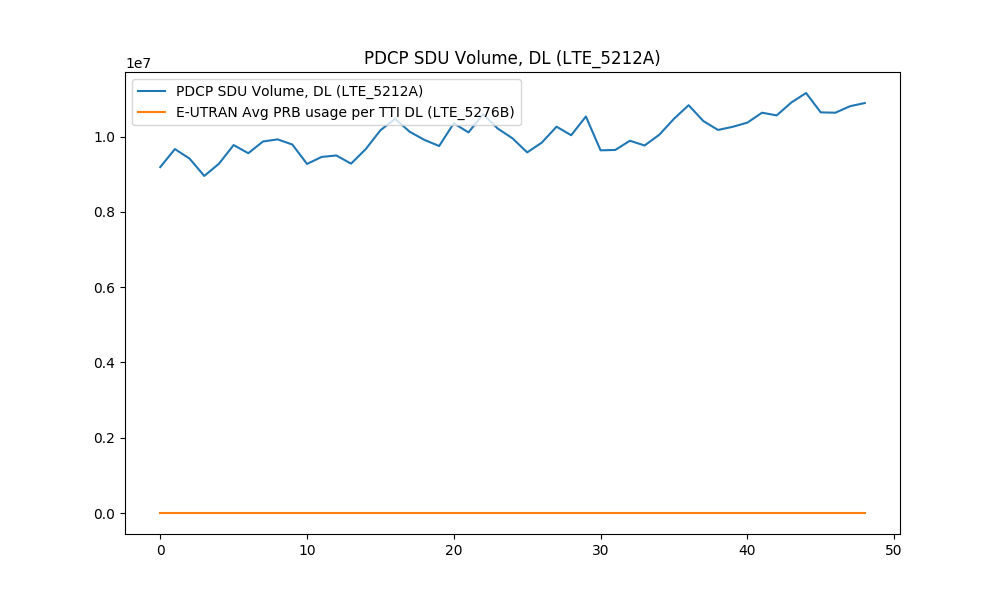 PDCP SDU Volume, DL (LTE_5212A)
1e7
PDCP SDU Volume, DL (LTE_5212A)
E-UTRAN Avg PRB usage per TTI DL (LTE_5276B)
1.0
0.8
0.6
0.4
0.2
0.0
0 10 20 30 40 50